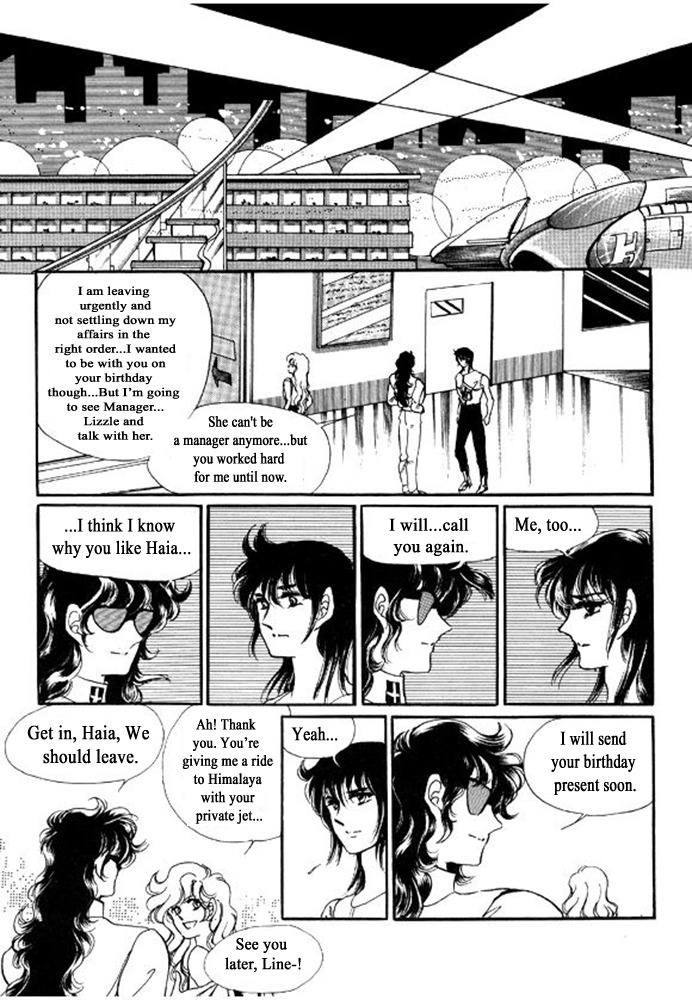 I am leaving
urgently and
not settling down my
affairs in the
right order...I wanted
to be with you on
your birthday
though...But I'm going
to see Manager...
Lizzle and
talk with her.
She can't be
a manager anymore...but
you worked hard
for me until now.
...I think I know
why you like Haia...
I will...call
you again.
Me, too...
Get in, Haia, We
should leave.
Ah! Thank
you. You're
giving me a ride
to Himalaya
with your
private jet...
See you
later, Line-!
Yeah...
I will send
your birthday
present soon.